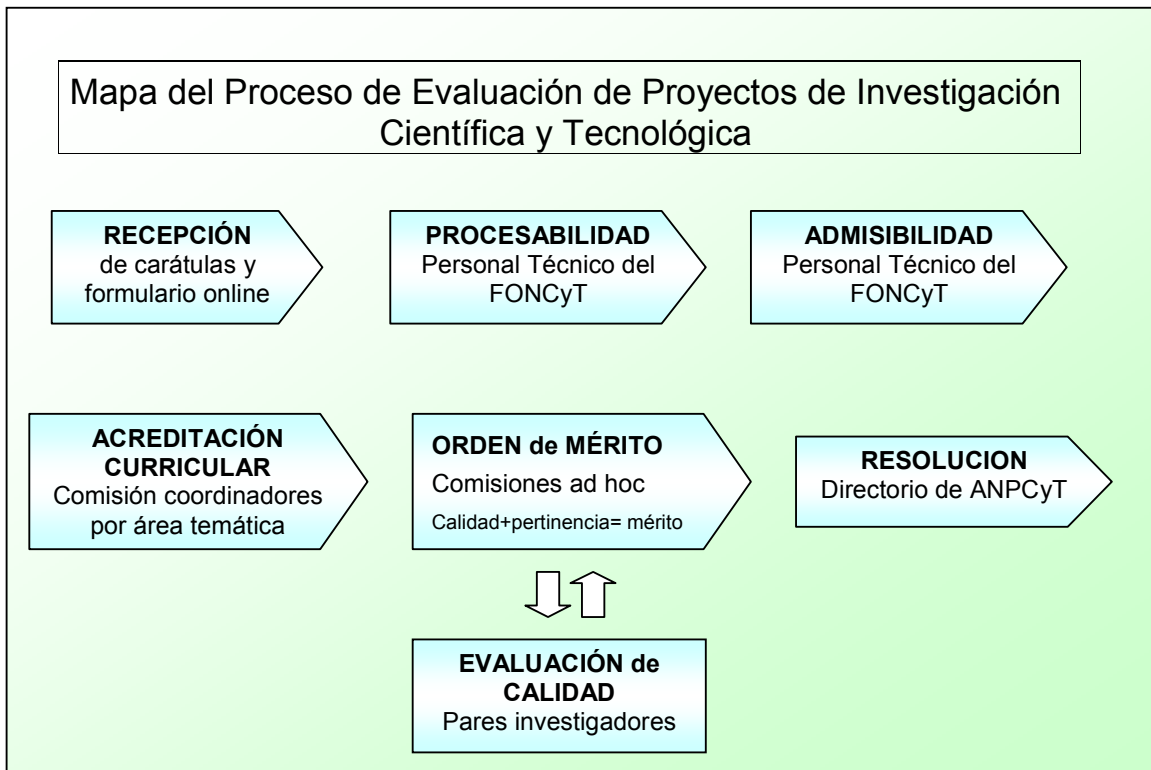 Mapa del Proceso de Evaluación de Proyectos de Investigación
Científica y Tecnológica
RECEPCIÓN
de carátulas y
formulario online
PROCESABILIDAD
Personal Técnico del
FONCyT
ADMISIBILIDAD
Personal Técnico del
FONCyT
ACREDITACIÓN
CURRICULAR
Comisión coordinadores
por área temática
ORDEN de MÉRITO
Comisiones ad hoc
Calidad+pertinencia= mérito
RESOLUCION
Directorio de ANPCyT
EVALUACIÓN de
CALIDAD
Pares investigadores